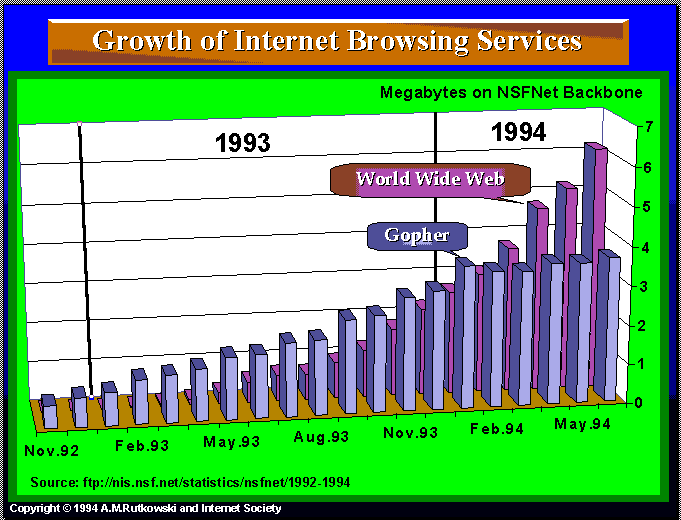 Growth of Internet Browsing Services
Megabytes on NSFNet Backbone
1993
1994
World Wide Web
Gopher
7
6
5
4
3
2
1
0
Nov.92
Feb.93
May.93
Aug.93
Nov.93
Feb.94
May.94
Source: ftp://nis.nsf.net/statistics/nsfnet/1992-1994
Copyright © 1994 A.M.Rutkowski and Internet Society